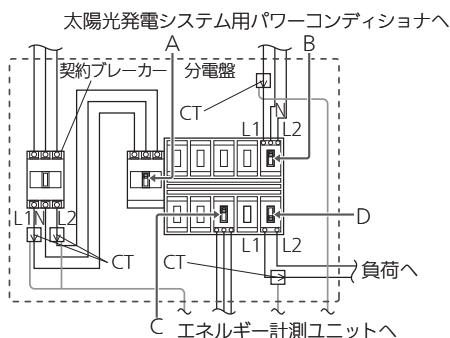 太陽光発電システム用パワーコンディショナへ
A
B
契約ブレーカー 分電盤
CT
N
L1 L2
L1 N L2
D
CT
CT
L1 L2
負荷へ
C
エネルギー計測ユニットへ